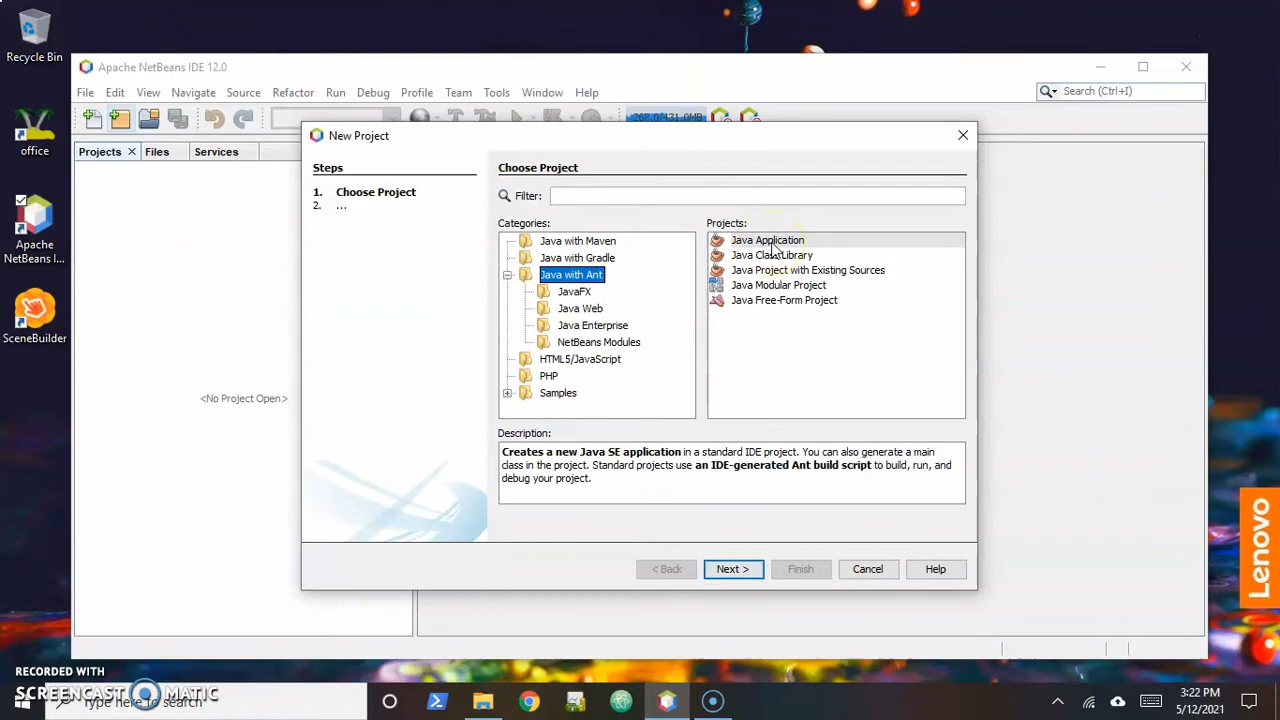 Recycle Bin
office
Apache
NetBeans I...
SceneBuilder
Apache NetBeans IDE 12.0
File Edit View Navigate Source Refactor Run Debug Profile Team Tools Window Help
Search (Ctrl+I)
268.0/431.0MB
Projects Files Services
<No Project Open>
New Project
Steps
1. Choose Project
2. ...
Choose Project
Filter:
Categories:
Java with Maven
Java with Gradle
Java with Ant
JavaFX
Java Web
Java Enterprise
NetBeans Modules
HTML5/JavaScript
PHP
Samples
Projects:
Java Application
Java Class Library
Java Project with Existing Sources
Java Modular Project
Java Free-Form Project
Description:
Creates a new Java SE application in a standard IDE project. You can also generate a main
class in the project. Standard projects use an IDE-generated Ant build script to build, run, and
debug your project.
< Back Next > Finish Cancel Help
Lenovo
RECORDED WITH
SCREENCAST MATIC
Type here to search
3:22 PM
5/12/2021